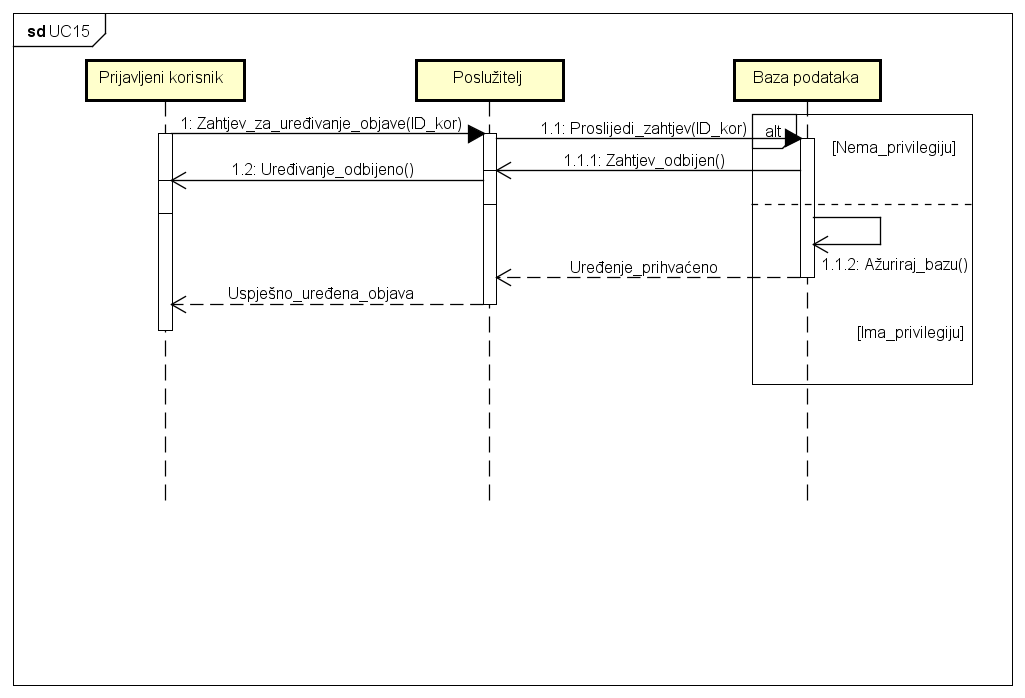 sd UC15
Prijavljeni korisnik
Poslužitelj
Baza podataka
1: Zahtjev_za_uređivanje_objave(ID_kor)
1.1: Proslijedi_zahtjev(ID_kor)
alt
[Nema_privilegiju]
1.1.1: Zahtjev_odbijen()
1.2: Uređivanje_odbijeno()
1.1.2: Ažuriraj_bazu()
Uređenje_prihvaćeno
Uspješno_uređena_objava
[Ima_privilegiju]